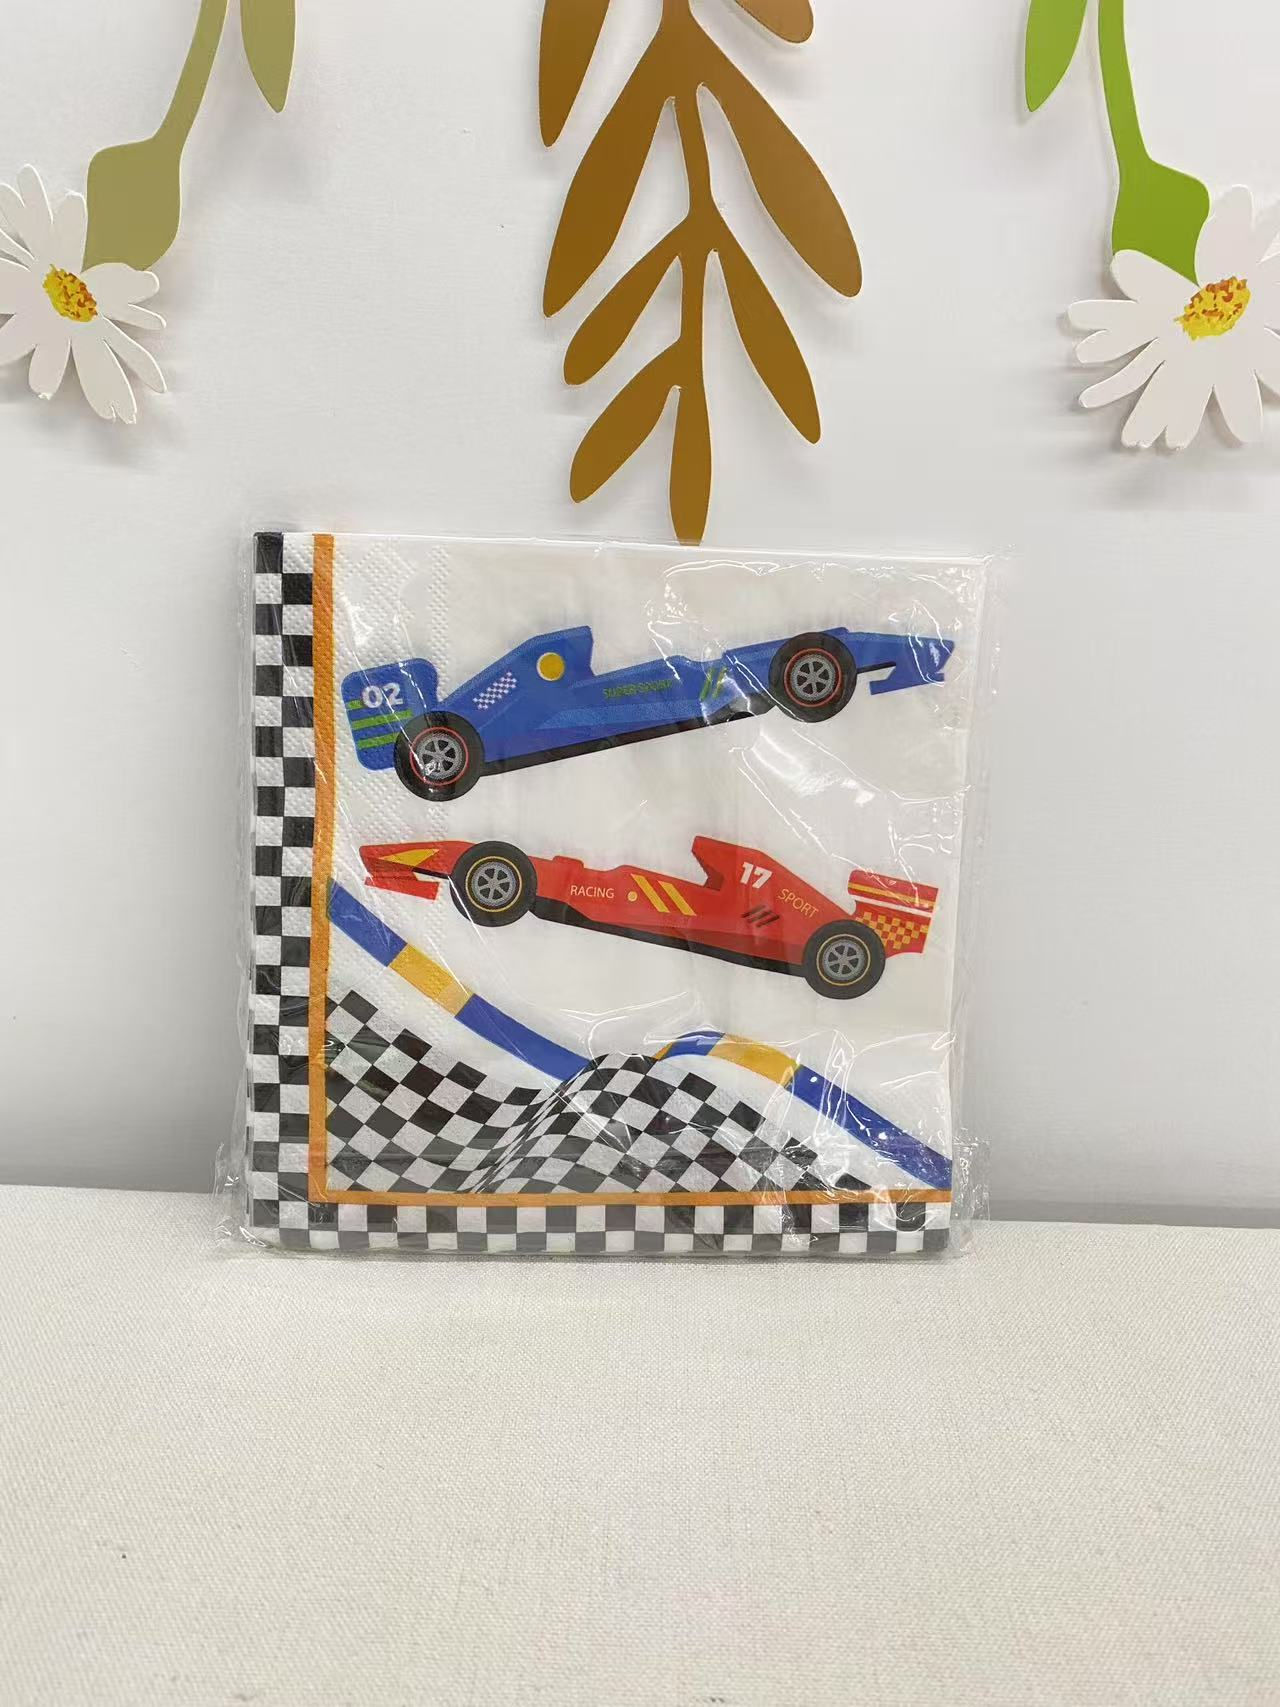 02
SUPER SPORT
RACING
17
SPORT